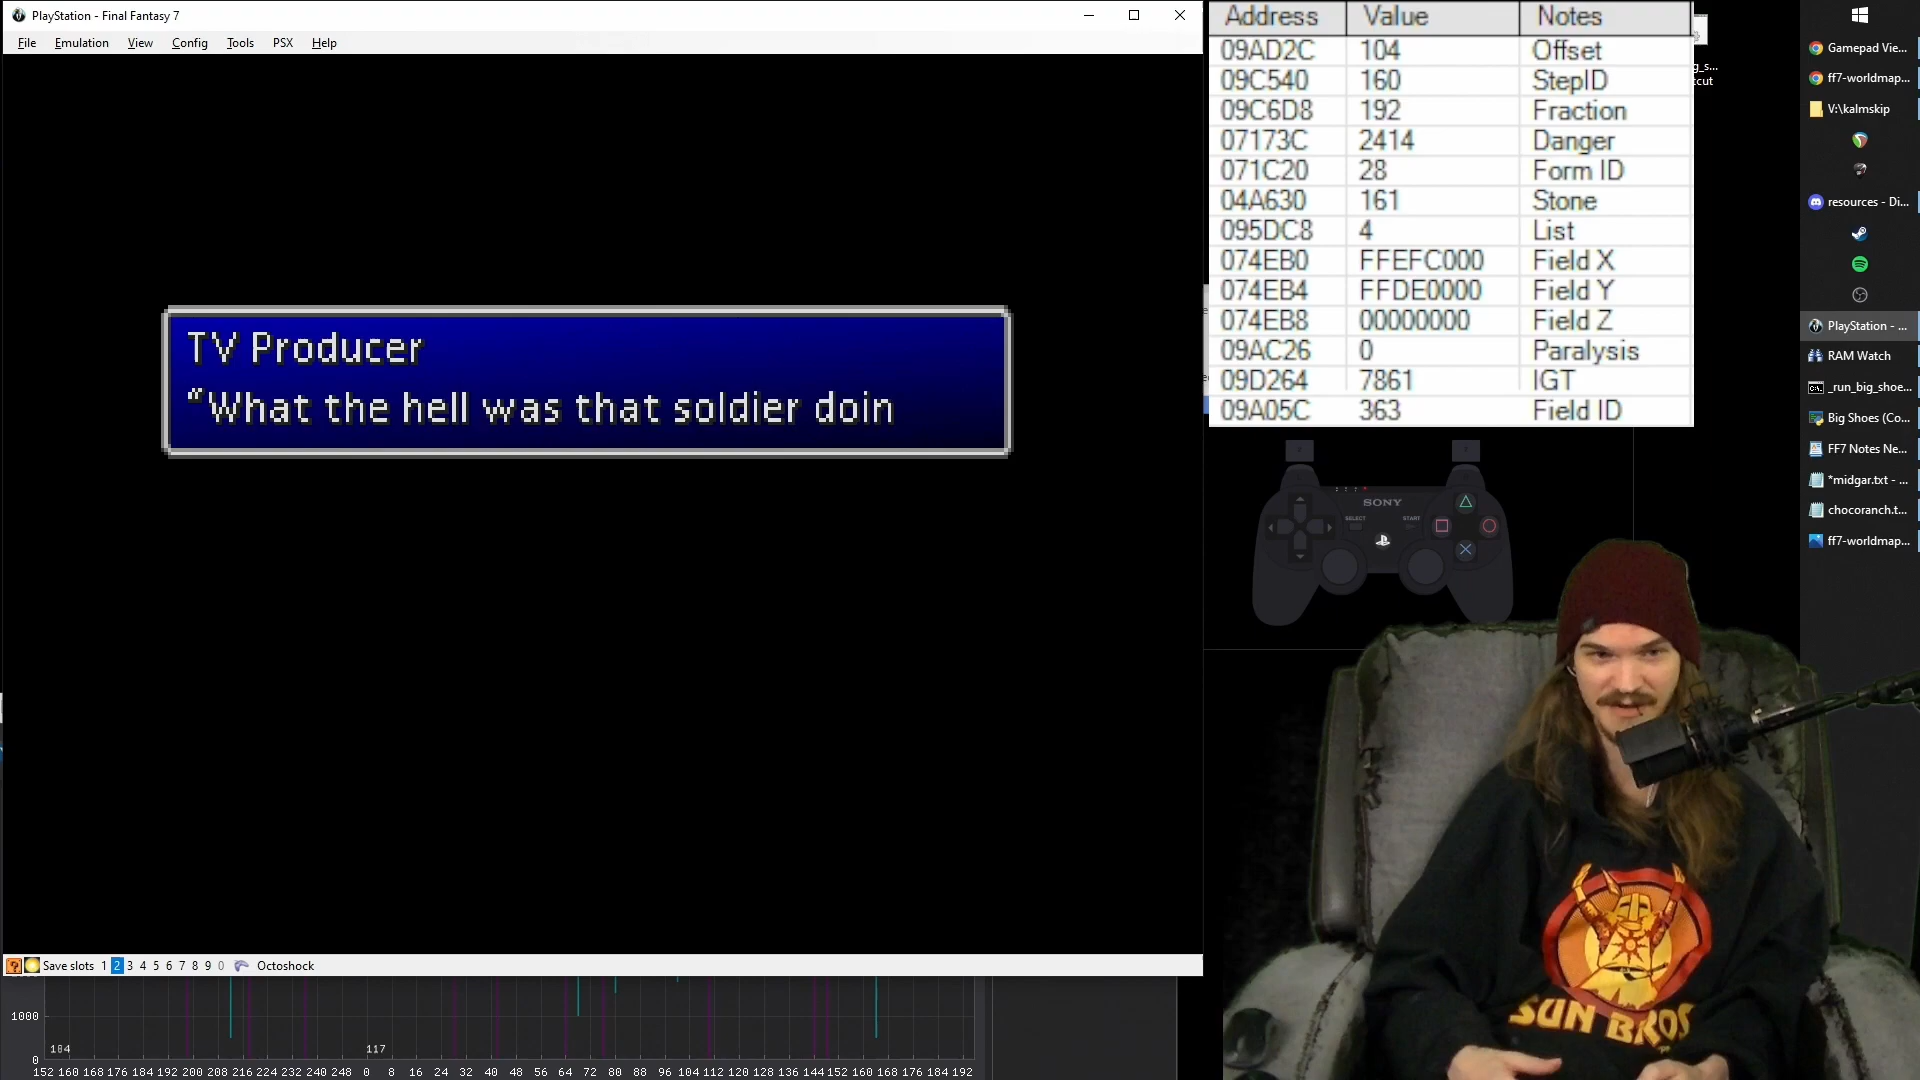 PlayStation - Final Fantasy 7
File Emulation View Config Tools PSX Help
TV Producer
“What the hell was that soldier doin
Save slots 1 2 3 4 5 6 7 8 9 0 Octoshock
1000
0
184 117
152 160 168 176 184 192 200 208 216 224 232 240 248 0 8 16 24 32 40 48 56 64 72 80 88 96 104 112 120 128 136 144 152 160 168 176 184 192
Address Value Notes
09AD2C 104 Offset
09C540 160 StepID
09C6D8 192 Fraction
07173C 2414 Danger
071C20 28 Form ID
04A630 161 Stone
095DC8 4 List
074EB0 FFEFC000 Field X
074EB4 FFDE0000 Field Y
074EB8 00000000 Field Z
09AC26 0 Paralysis
09D264 7861 IGT
09A05C 363 Field ID
g_s...
tcut
SONY
SELECT START
SUN BROS
Gamepad Vie...
ff7-worldmap...
V:\kalmskip
resources - Di...
PlayStation - ...
RAM Watch
_run_big_shoe...
Big Shoes (Co...
FF7 Notes Ne...
*midgar.txt - ...
chocoranch.t...
ff7-worldmap...